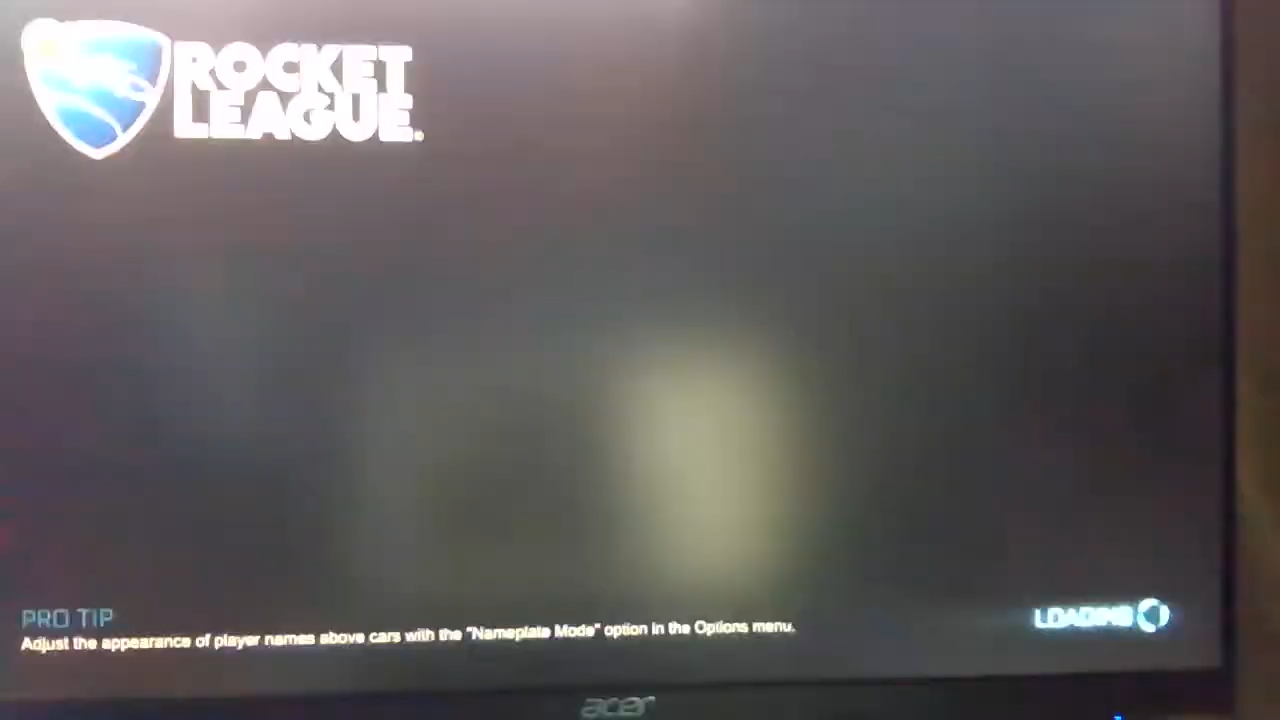 ROCKET
LEAGUE.
PRO TIP
Adjust the appearance of player names above cars with the "Nameplate Mode" option in the Options menu.
LOADING
acer